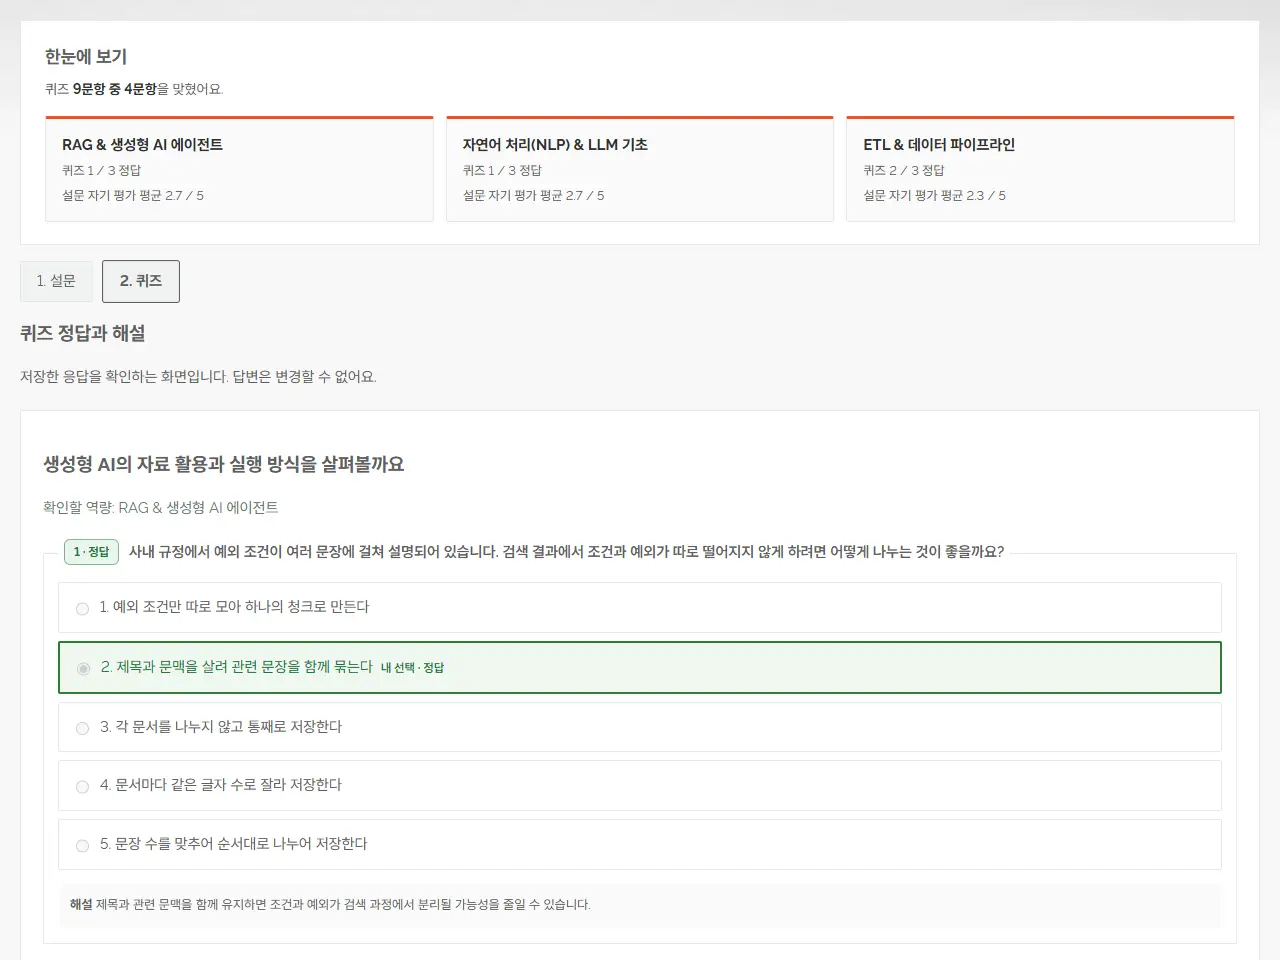 한눈에 보기
퀴즈 9문항 중 4문항을 맞혔어요.
RAG & 생성형 AI 에이전트
퀴즈 1 / 3 정답
설문 자기 평가 평균 2.7 / 5
자연어 처리(NLP) & LLM 기초
퀴즈 1 / 3 정답
설문 자기 평가 평균 2.7 / 5
ETL & 데이터 파이프라인
퀴즈 2 / 3 정답
설문 자기 평가 평균 2.3 / 5
1. 설문
2. 퀴즈
퀴즈 정답과 해설
저장한 응답을 확인하는 화면입니다. 답변은 변경할 수 없어요.
생성형 AI의 자료 활용과 실행 방식을 살펴볼까요
확인할 역량: RAG & 생성형 AI 에이전트
1 · 정답 사내 규정에서 예외 조건이 여러 문장에 걸쳐 설명되어 있습니다. 검색 결과에서 조건과 예외가 따로 떨어지지 않게 하려면 어떻게 나누는 것이 좋을까요?
1. 예외 조건만 따로 모아 하나의 청크로 만든다
2. 제목과 문맥을 살려 관련 문장을 함께 묶는다 내 선택 · 정답
3. 각 문서를 나누지 않고 통째로 저장한다
4. 문서마다 같은 글자 수로 잘라 저장한다
5. 문장 수를 맞추어 순서대로 나누어 저장한다
해설 제목과 관련 문맥을 함께 유지하면 조건과 예외가 검색 과정에서 분리될 가능성을 줄일 수 있습니다.